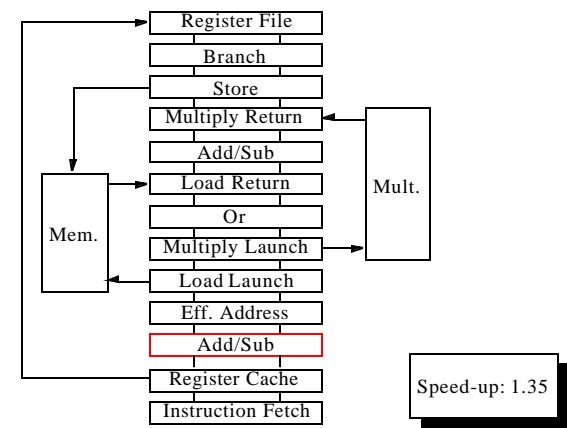 Register File
Branch
Store
Multiply Return
Add/Sub
Load Return
Mult.
Or
Mem.
Multiply Launch
Load Launch
Eff. Address
Add/Sub
Register Cache
Speed-up: 1.35
Instruction Fetch